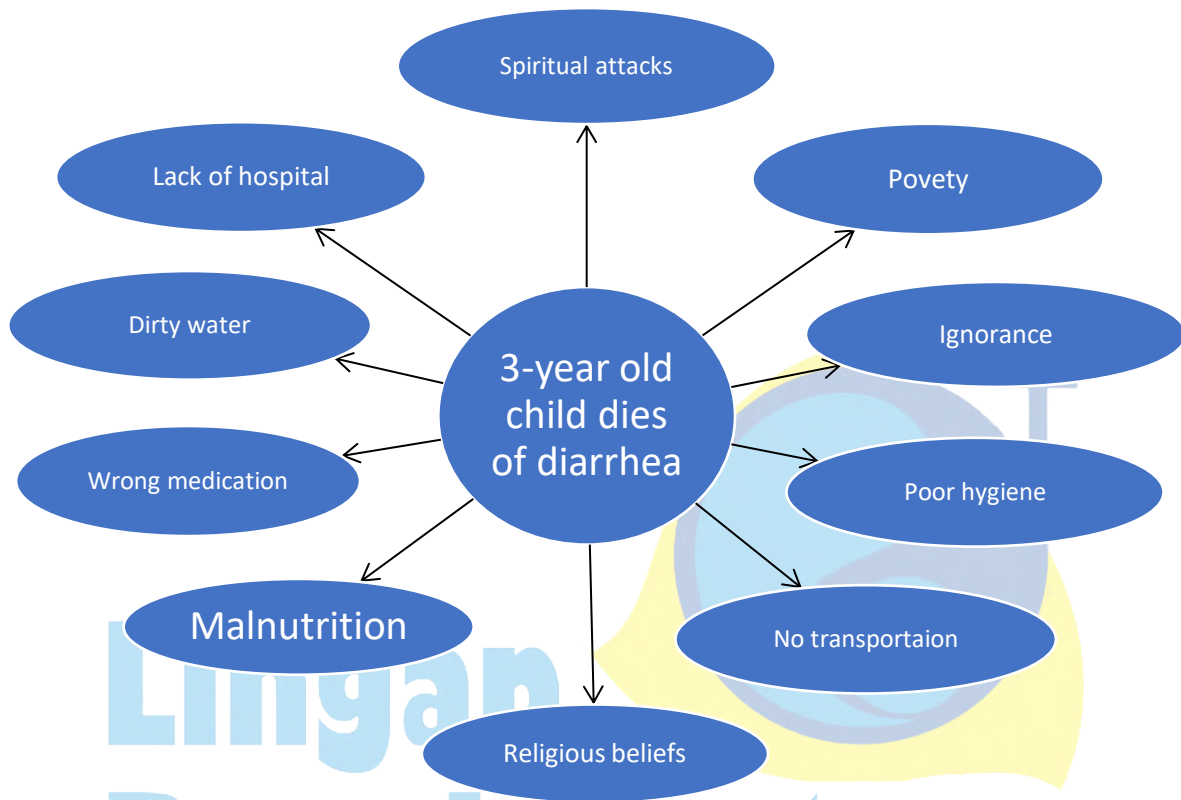 Spiritual attacks
Lack of hospital
Povety
Dirty water
Ignorance
3-year old
child dies
of diarrhea
Wrong medication
Poor hygiene
Malnutrition
No transportaion
Religious beliefs
Lingap